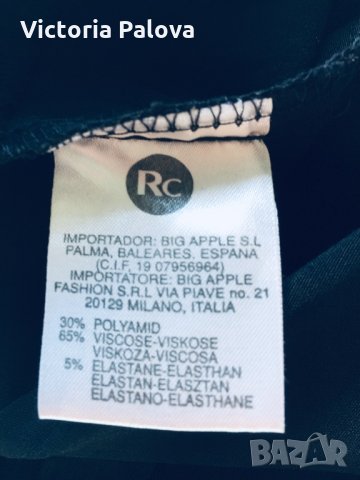 Victoria Palova
RC
IMPORTADOR: BIG APPLE S.L
PALMA, BALEARES, ESPANA
(C.I.F, 19 07956964)
IMPORTATORE: BIG APPLE
FASHION S.R.L VIA PIAVE no. 21
20129 MILANO, ITALIA
30% POLYAMID
65% VISCOSE-VISKOSE
VISKOZA-VISCOSA
5% ELASTANE-ELASTHAN
ELASTAN-ELASZTAN
ELASTANO-ELASTHANE
BAZAR